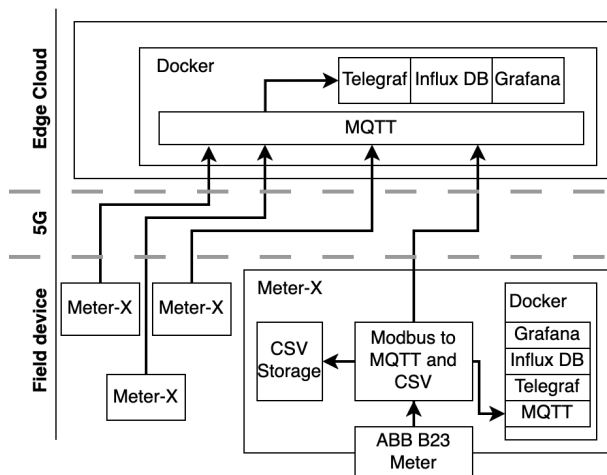 Edge Cloud
Docker
Telegraf
Influx DB
Grafana
MQTT
5G
Field device
Meter-X
Meter-X
Meter-X
Meter-X
CSV
Storage
Modbus to
MQTT and
CSV
ABB B23
Meter
Docker
Grafana
Influx DB
Telegraf
MQTT